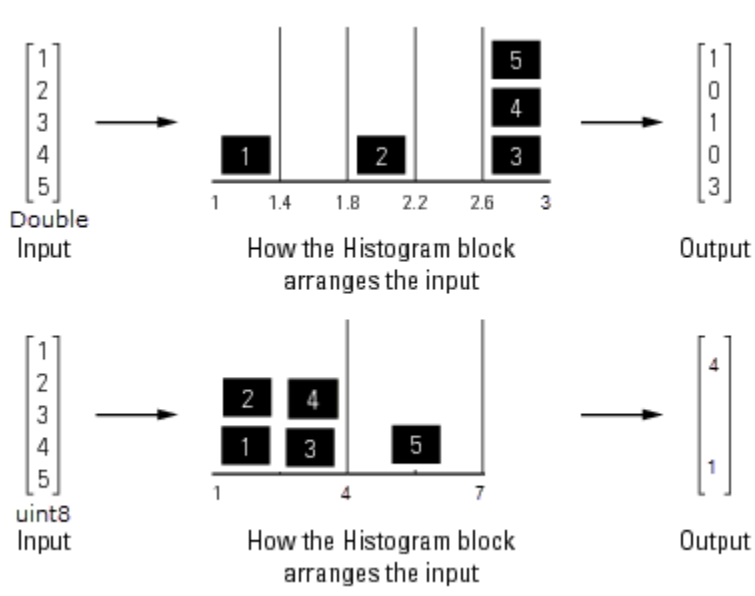 1 5 1
2 4 0
3 1 2 3 1
4 0
5 3
1 1.4 1.8 2.2 2.6 3
Double
Input How the Histogram block Output
arranges the input
1
2 2 4 4
3 1 3 5
4 1
5 1 4 7
uint8
Input How the Histogram block Output
arranges the input